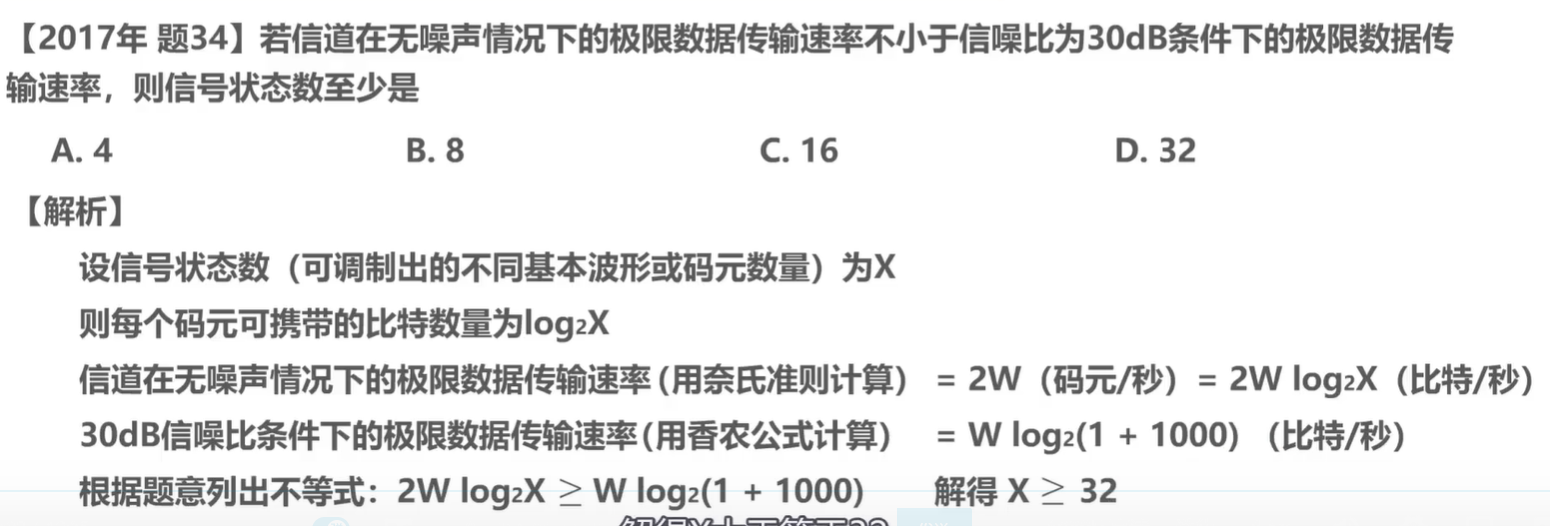 【2017年 题34】若信道在无噪声情况下的极限数据传输速率不小于信噪比为30dB条件下的极限数据传
输速率，则信号状态数至少是
A. 4 B. 8 C. 16 D. 32
【解析】
设信号状态数（可调制出的不同基本波形或码元数量）为X
则每个码元可携带的比特数量为log₂X
信道在无噪声情况下的极限数据传输速率(用奈氏准则计算） = 2W（码元/秒）= 2W log₂X（比特/秒）
30dB信噪比条件下的极限数据传输速率(用香农公式计算） = W log₂(1 + 1000)（比特/秒）
根据题意列出不等式：2W log₂X ≥ W log₂(1 + 1000) 解得 X ≥ 32